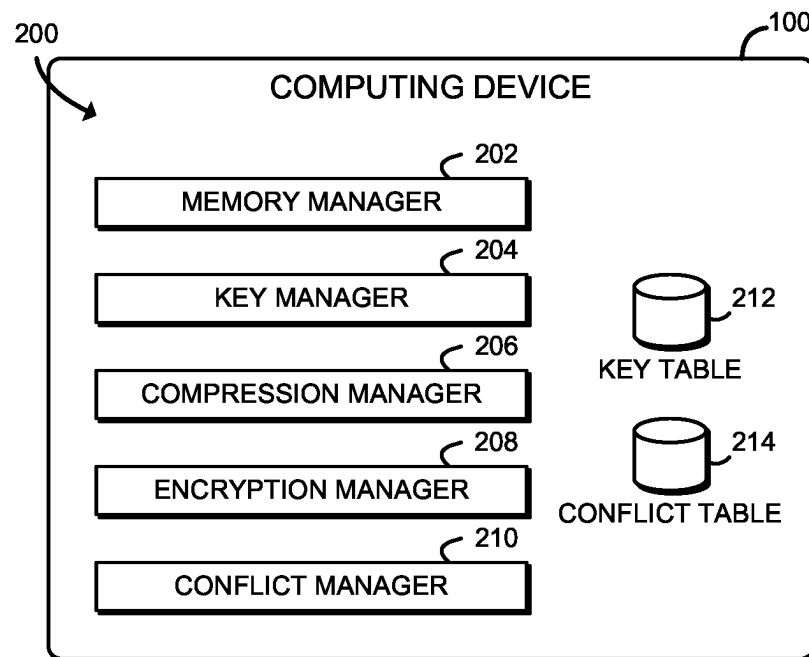 200
100
COMPUTING DEVICE
202
MEMORY MANAGER
204
KEY MANAGER
212
KEY TABLE
206
COMPRESSION MANAGER
208
ENCRYPTION MANAGER
214
CONFLICT TABLE
210
CONFLICT MANAGER